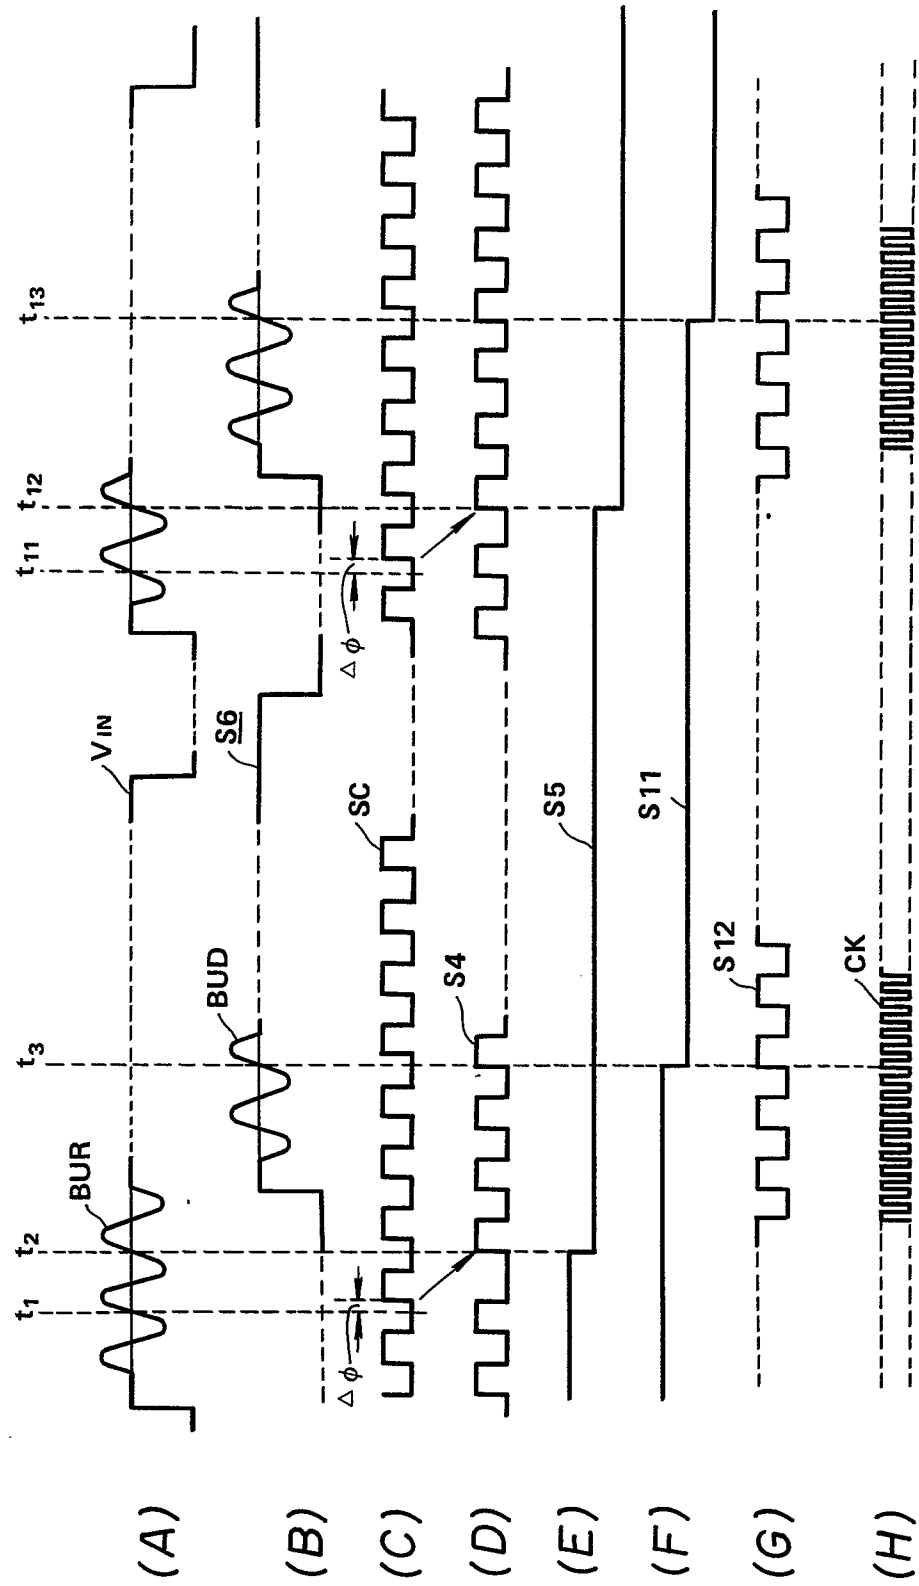 t1
t2
t3
t11
t12
t13
(A)
BUR
VIN
(B)
BUD
S6
(C)
Δϕ
SC
Δϕ
(D)
S4
(E)
S5
(F)
S11
(G)
S12
(H)
CK